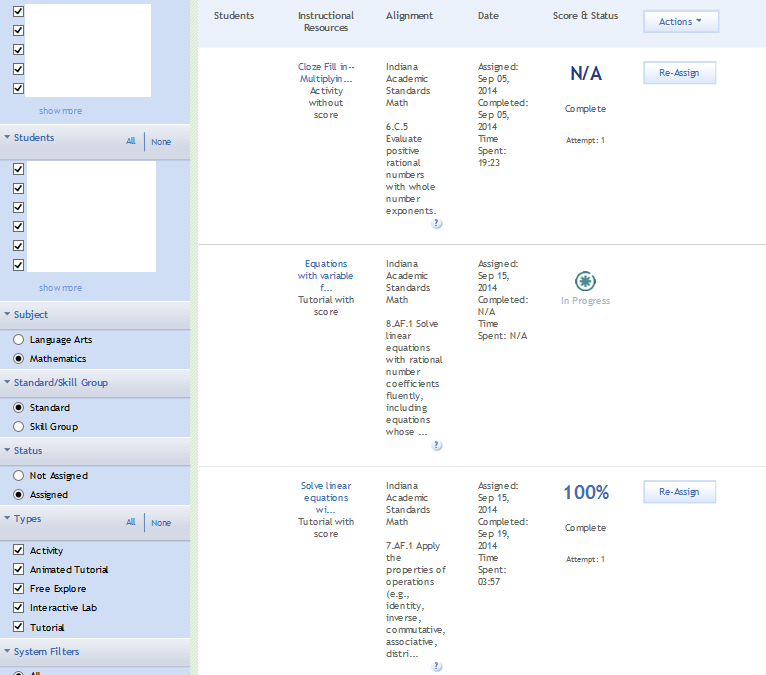 show more
Students
All
None
show more
Subject
Language Arts
Mathematics
Standard/Skill Group
Standard
Skill Group
Status
Not Assigned
Assigned
Types
All
None
Activity
Animated Tutorial
Free Explore
Interactive Lab
Tutorial
System Filters
Students
Instructional
Resources
Alignment
Date
Score & Status
Actions
Cloze Fill in--
Multiplyin...
Activity
without
score
Indiana
Academic
Standards
Math
6.C.5
Evaluate
positive
rational
numbers
with whole
number
exponents.
?
Assigned:
Sep 05,
2014
Completed:
Sep 05,
2014
Time
Spent:
19:23
N/A
Complete
Attempt: 1
Re-Assign
Equations
with variable
f...
Tutorial with
score
Indiana
Academic
Standards
Math
8.AF.1 Solve
linear
equations
with rational
number
coefficients
fluently,
including
equations
whose ...
?
Assigned:
Sep 15,
2014
Completed:
N/A
Time
Spent: N/A
In Progress
Solve linear
equations
wi...
Tutorial with
score
Indiana
Academic
Standards
Math
7.AF.1 Apply
the
properties of
operations
(e.g.,
identity,
inverse,
commutative,
associative,
distri...
?
Assigned:
Sep 15,
2014
Completed:
Sep 19,
2014
Time
Spent:
03:57
100%
Complete
Attempt: 1
Re-Assign